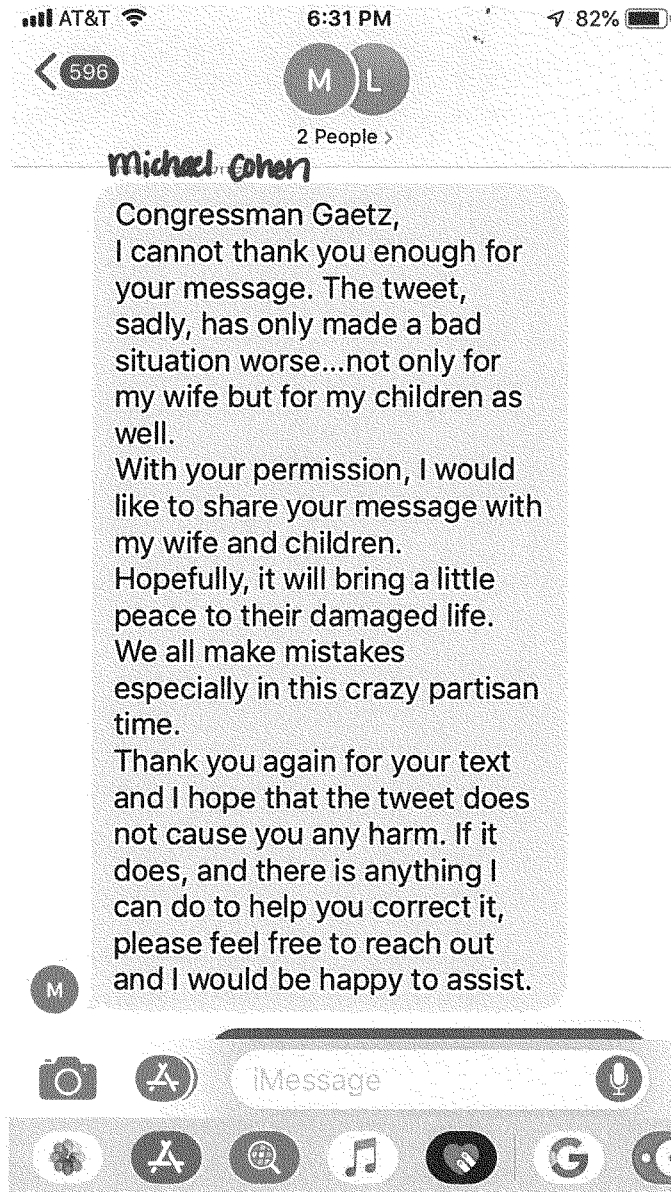 AT&T 6:31 PM 82%
596
M L
2 People >
Michael Cohen
Congressman Gaetz,
I cannot thank you enough for
your message. The tweet,
sadly, has only made a bad
situation worse...not only for
my wife but for my children as
well.
With your permission, I would
like to share your message with
my wife and children.
Hopefully, it will bring a little
peace to their damaged life.
We all make mistakes
especially in this crazy partisan
time.
Thank you again for your text
and I hope that the tweet does
not cause you any harm. If it
does, and there is anything I
can do to help you correct it,
please feel free to reach out
and I would be happy to assist.
M
iMessage
G